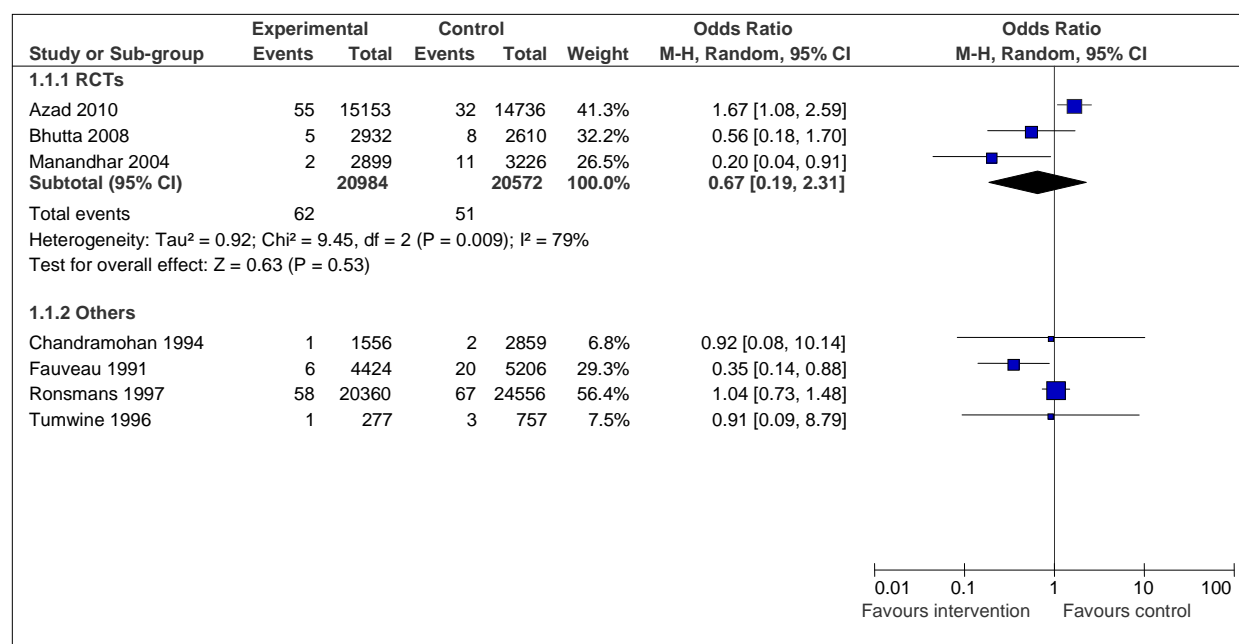 Experimental Control Odds Ratio Odds Ratio
Study or Sub-group Events Total Events Total Weight M-H, Random, 95% CI M-H, Random, 95% CI
1.1.1 RCTs
Azad 2010 55 15153 32 14736 41.3% 1.67 [1.08, 2.59]
Bhutta 2008 5 2932 8 2610 32.2% 0.56 [0.18, 1.70]
Manandhar 2004 2 2899 11 3226 26.5% 0.20 [0.04, 0.91]
Subtotal (95% CI) 20984 20572 100.0% 0.67 [0.19, 2.31]
Total events 62 51
Heterogeneity: Tau² = 0.92; Chi² = 9.45, df = 2 (P = 0.009); I² = 79%
Test for overall effect: Z = 0.63 (P = 0.53)
1.1.2 Others
Chandramohan 1994 1 1556 2 2859 6.8% 0.92 [0.08, 10.14]
Fauveau 1991 6 4424 20 5206 29.3% 0.35 [0.14, 0.88]
Ronsmans 1997 58 20360 67 24556 56.4% 1.04 [0.73, 1.48]
Tumwine 1996 1 277 3 757 7.5% 0.91 [0.09, 8.79]
0.01 0.1 1 10 100
Favours intervention Favours control